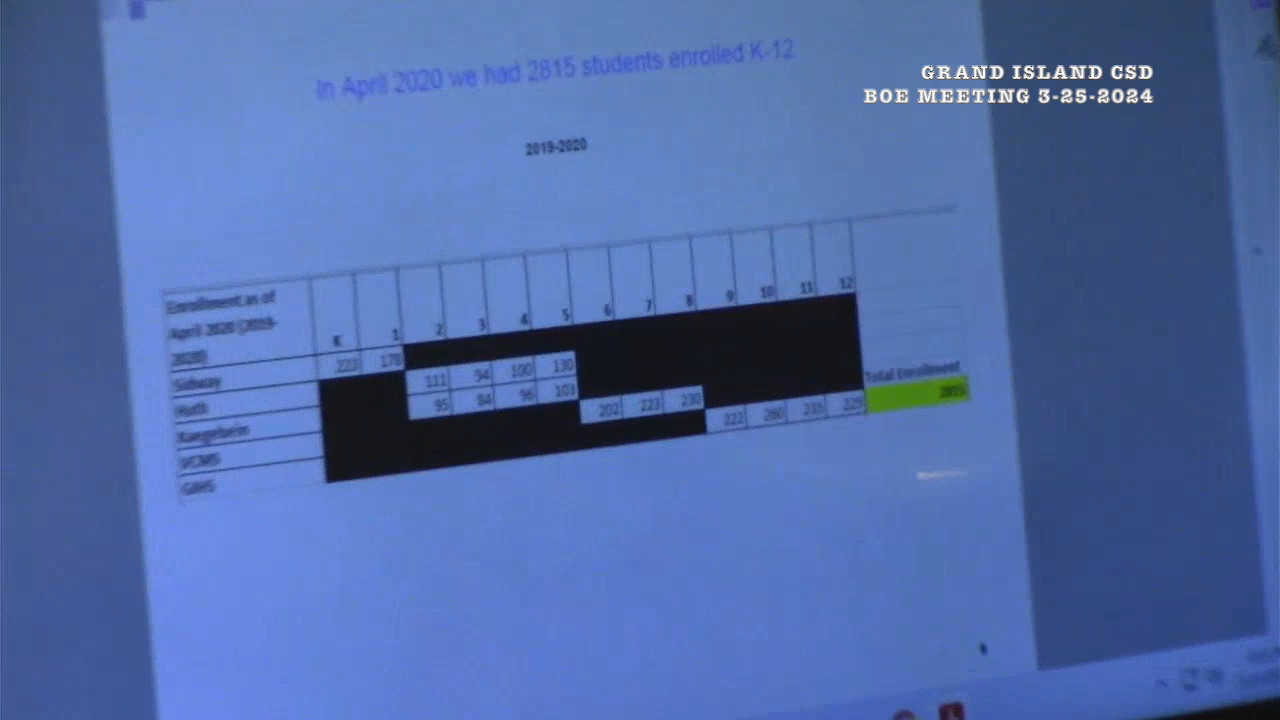 In April 2020 we had 2815 students enrolled K-12
GRAND ISLAND CSD
BOE MEETING 3-25-2024
2019-2020
Enrollment as of
April 2020 (2019-
2020)
K 1 2 3 4 5 6 7 8 9 10 11 12
Sidway 223 178
Huth 111 94 100 130
Kaegebein 95 84 96 103
VCMS 202 223 230
GIHS 222 260 235 229
Total Enrollment
2815